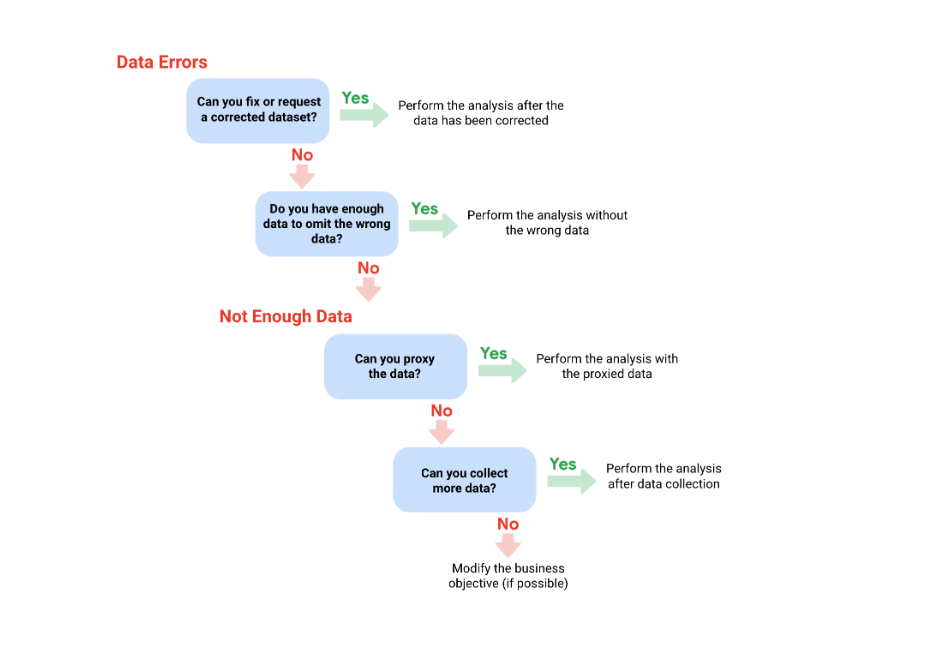 Data Errors
Can you fix or request
a corrected dataset?
Yes
Perform the analysis after the
data has been corrected
No
Do you have enough
data to omit the wrong
data?
Yes
Perform the analysis without
the wrong data
No
Not Enough Data
Can you proxy
the data?
Yes
Perform the analysis with
the proxied data
No
Can you collect
more data?
Yes
Perform the analysis
after data collection
No
Modify the business
objective (if possible)